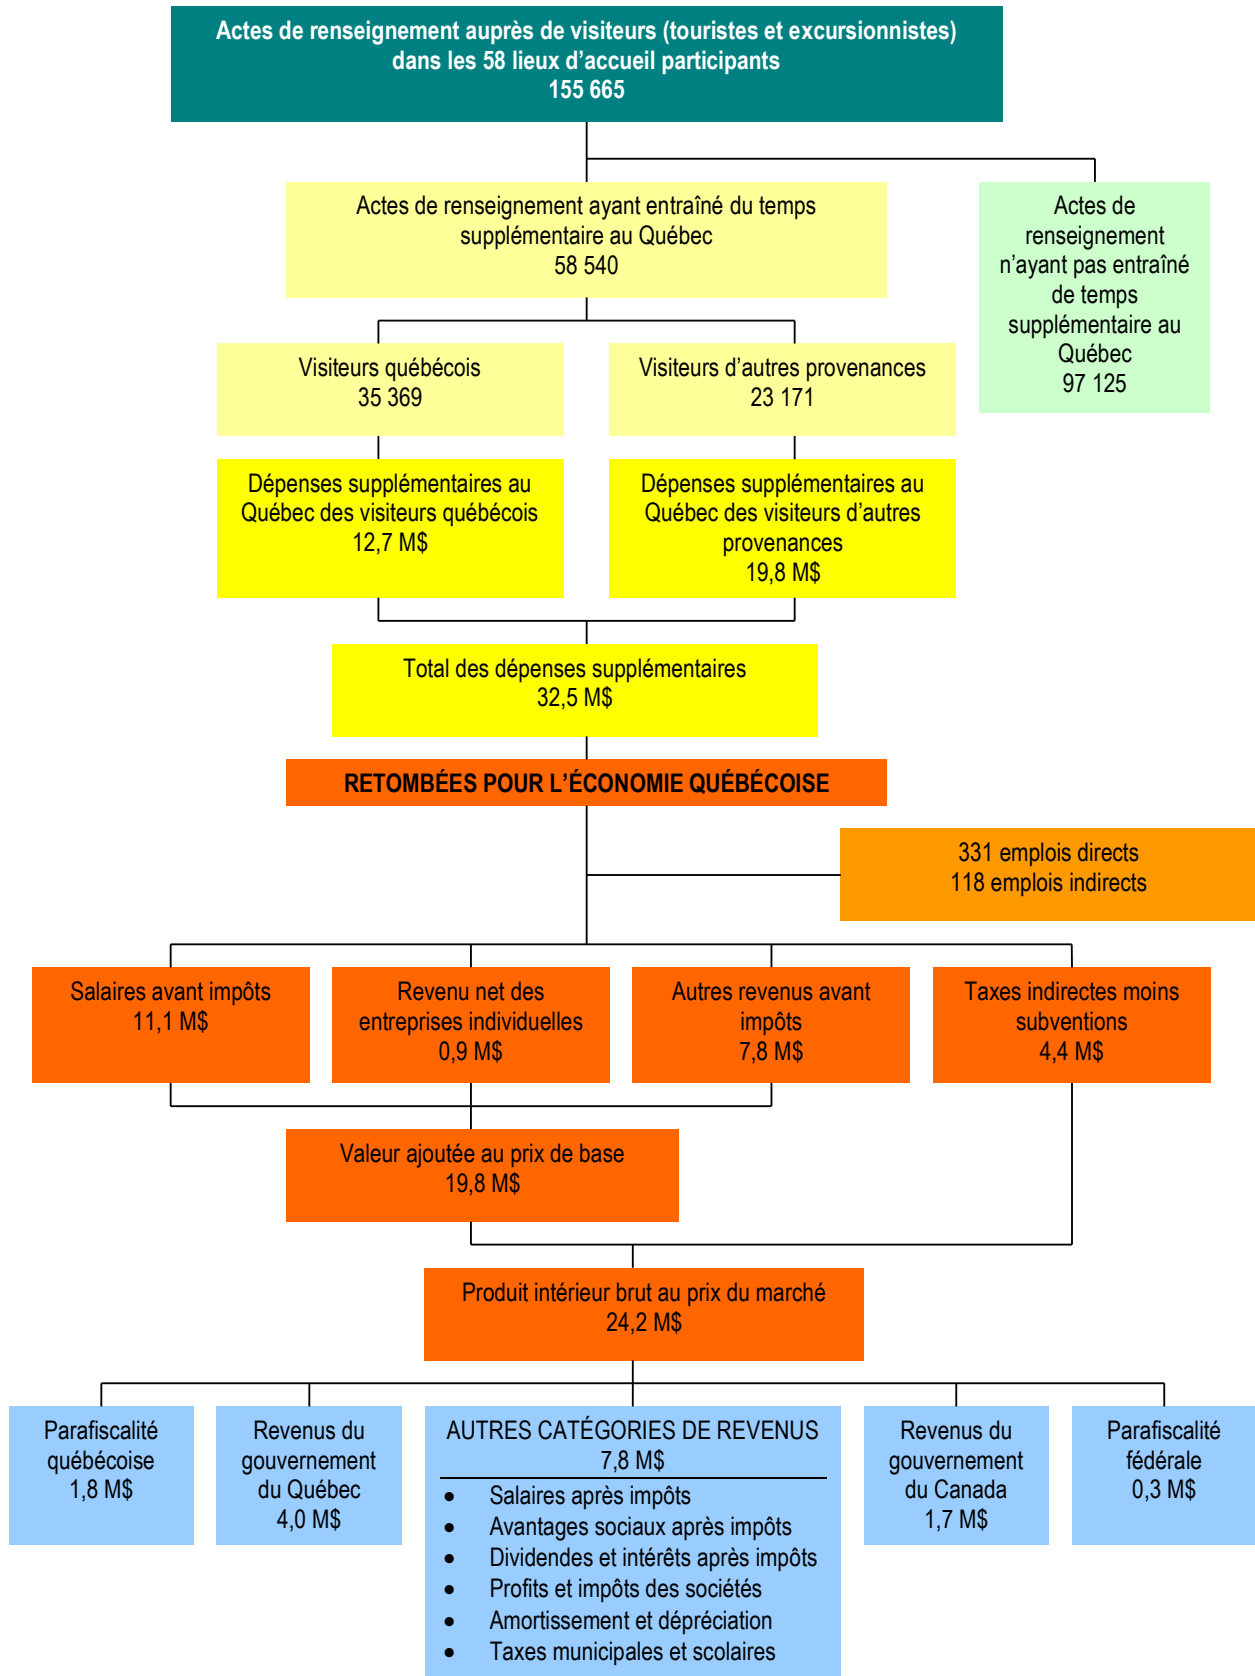 Actes de renseignement auprès de visiteurs (touristes et excursionnistes)
dans les 58 lieux d’accueil participants
155 665
Actes de renseignement ayant entraîné du temps
supplémentaire au Québec
58 540
Actes de
renseignement
n’ayant pas entraîné
de temps
supplémentaire au
Québec
97 125
Visiteurs québécois
35 369
Visiteurs d’autres provenances
23 171
Dépenses supplémentaires au
Québec des visiteurs québécois
12,7 M$
Dépenses supplémentaires au
Québec des visiteurs d’autres
provenances
19,8 M$
Total des dépenses supplémentaires
32,5 M$
RETOMBÉES POUR L’ÉCONOMIE QUÉBÉCOISE
331 emplois directs
118 emplois indirects
Salaires avant impôts
11,1 M$
Revenu net des
entreprises individuelles
0,9 M$
Autres revenus avant
impôts
7,8 M$
Taxes indirectes moins
subventions
4,4 M$
Valeur ajoutée au prix de base
19,8 M$
Produit intérieur brut au prix du marché
24,2 M$
Parafiscalité
québécoise
1,8 M$
Revenus du
gouvernement
du Québec
4,0 M$
AUTRES CATÉGORIES DE REVENUS
7,8 M$
• Salaires après impôts
• Avantages sociaux après impôts
• Dividendes et intérêts après impôts
• Profits et impôts des sociétés
• Amortissement et dépréciation
• Taxes municipales et scolaires
Revenus du
gouvernement
du Canada
1,7 M$
Parafiscalité
fédérale
0,3 M$